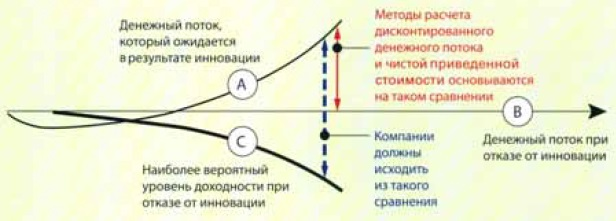 Денежный поток,
который ожидается
в результате инновации
A
Методы расчета
дисконтированного
денежного потока
и чистой приведенной
стоимости основываются
на таком сравнении
B
Денежный поток при
отказе от инновации
C
Наиболее вероятный
уровень доходности при
отказе от инновации
Компании
должны
исходить
из такого
сравнения